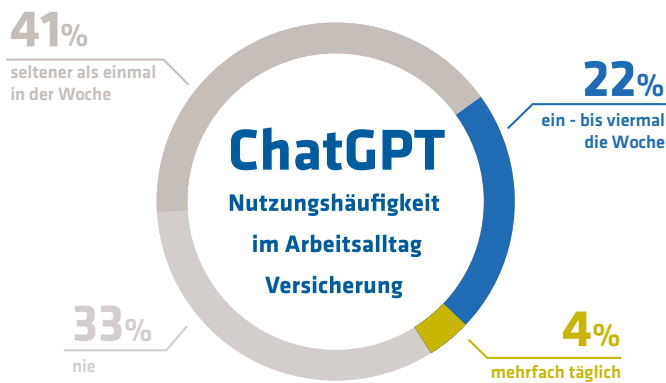 41%
seltener als einmal
in der Woche
22%
ein - bis viermal
die Woche
ChatGPT
Nutzungshäufigkeit
im Arbeitsalltag
Versicherung
33%
nie
4%
mehrfach täglich